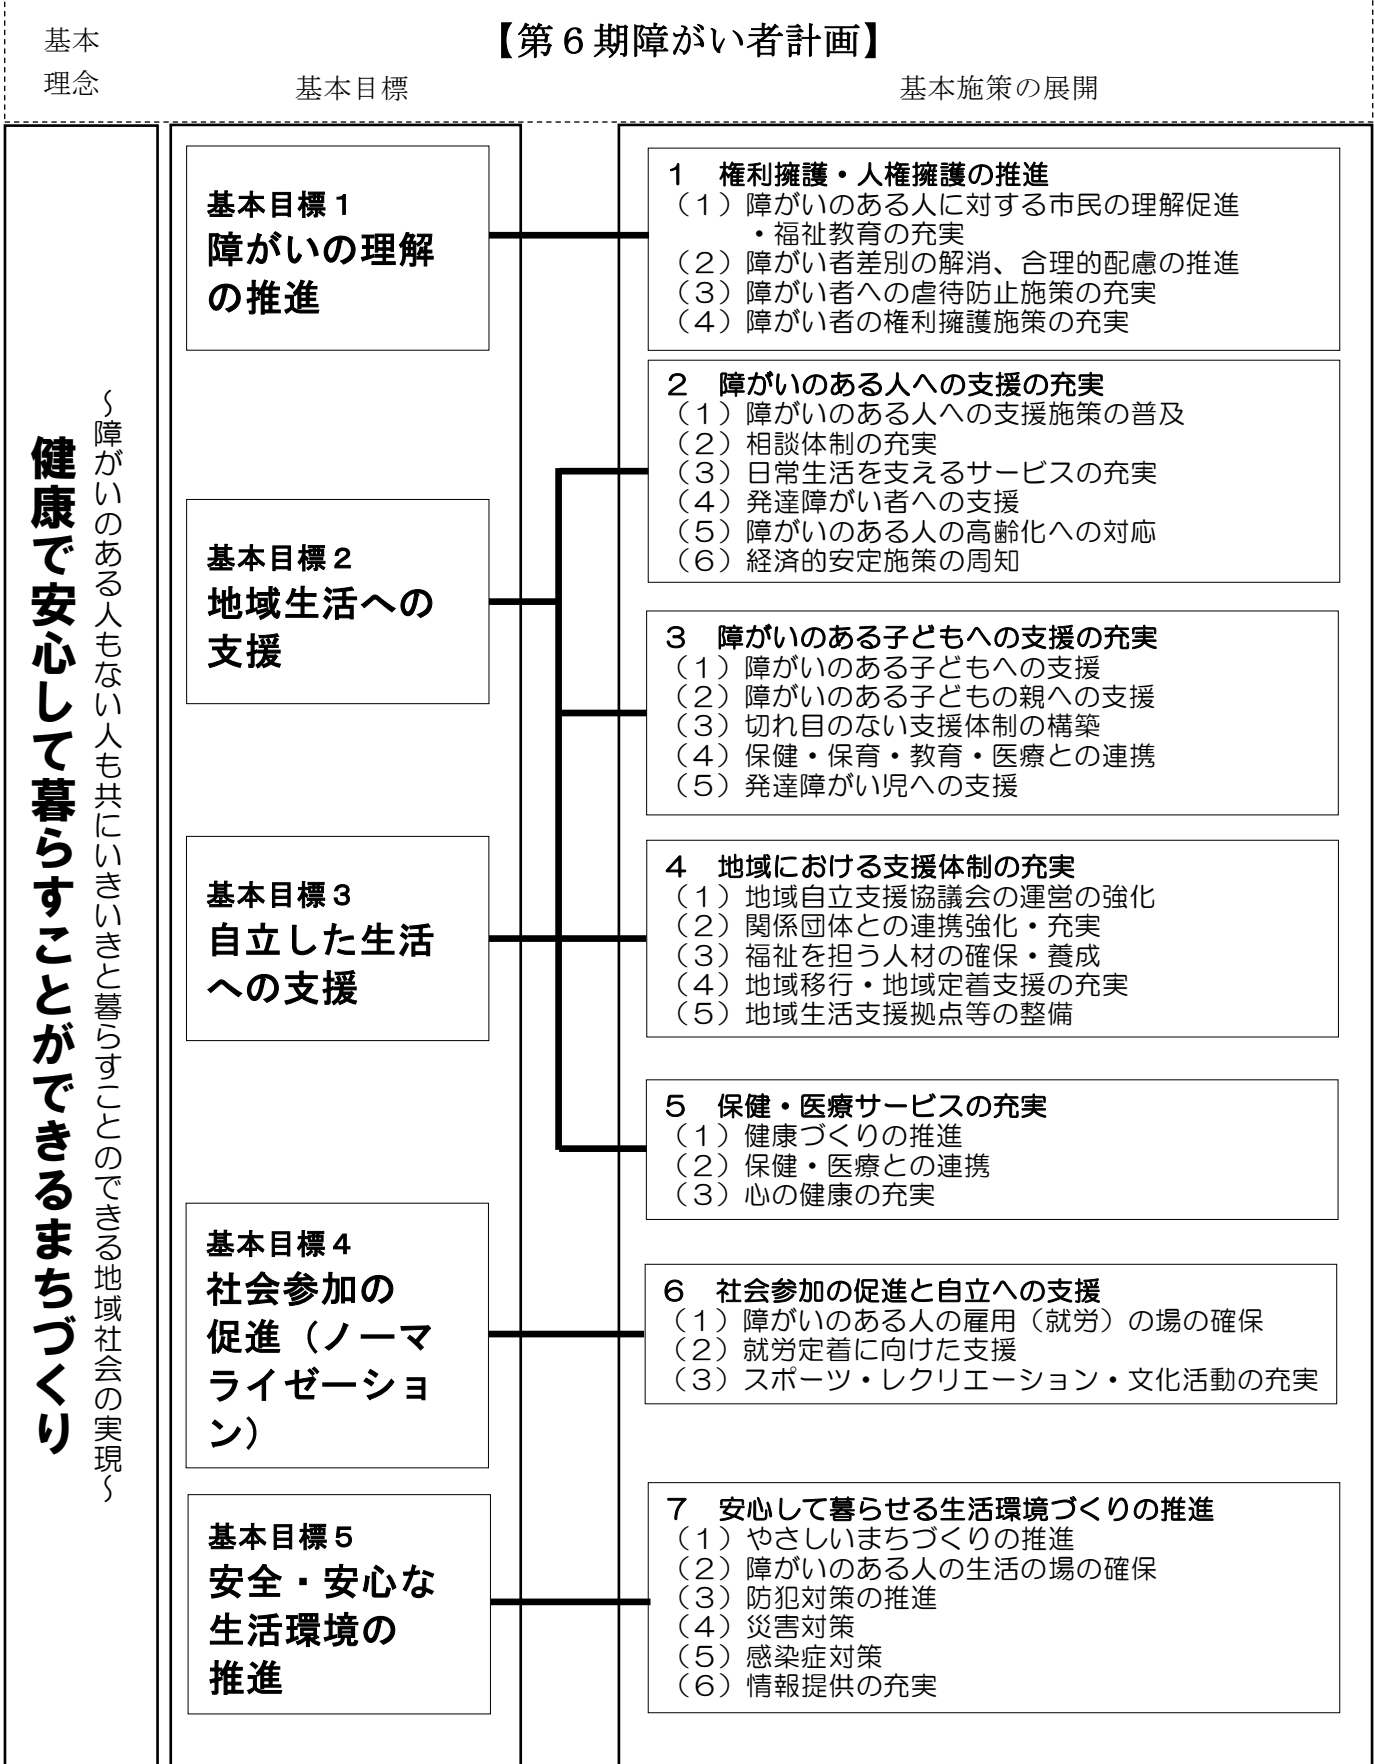 基本
理念
【第６期障がい者計画】
基本目標
基本施策の展開
健康で安心して暮らすことができるまちづくり
～障がいのある人もない人も共にいきいきと暮らすことのできる地域社会の実現～
基本目標１
障がいの理解
の推進
基本目標２
地域生活への
支援
基本目標３
自立した生活
への支援
基本目標４
社会参加の
促進（ノーマ
ライゼーショ
ン）
基本目標５
安全・安心な
生活環境の
推進
１　権利擁護・人権擁護の推進
（１）障がいのある人に対する市民の理解促進
・福祉教育の充実
（２）障がい者差別の解消、合理的配慮の推進
（３）障がい者への虐待防止施策の充実
（４）障がい者の権利擁護施策の充実
２　障がいのある人への支援の充実
（１）障がいのある人への支援施策の普及
（２）相談体制の充実
（３）日常生活を支えるサービスの充実
（４）発達障がい者への支援
（５）障がいのある人の高齢化への対応
（６）経済的安定施策の周知
３　障がいのある子どもへの支援の充実
（１）障がいのある子どもへの支援
（２）障がいのある子どもの親への支援
（３）切れ目のない支援体制の構築
（４）保健・保育・教育・医療との連携
（５）発達障がい児への支援
４　地域における支援体制の充実
（１）地域自立支援協議会の運営の強化
（２）関係団体との連携強化・充実
（３）福祉を担う人材の確保・養成
（４）地域移行・地域定着支援の充実
（５）地域生活支援拠点等の整備
５　保健・医療サービスの充実
（１）健康づくりの推進
（２）保健・医療との連携
（３）心の健康の充実
６　社会参加の促進と自立への支援
（１）障がいのある人の雇用（就労）の場の確保
（２）就労定着に向けた支援
（３）スポーツ・レクリエーション・文化活動の充実
７　安心して暮らせる生活環境づくりの推進
（１）やさしいまちづくりの推進
（２）障がいのある人の生活の場の確保
（３）防犯対策の推進
（４）災害対策
（５）感染症対策
（６）情報提供の充実